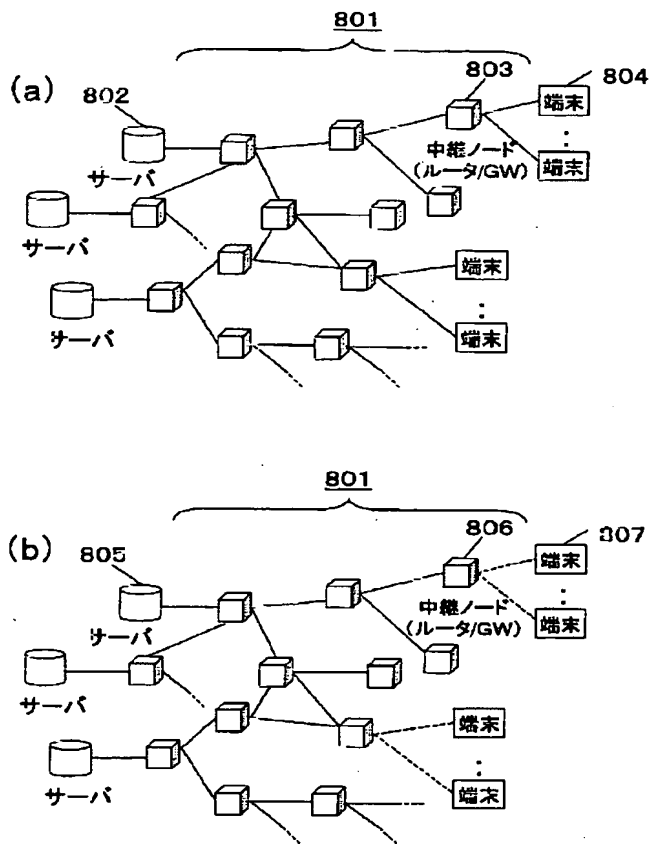 801
(a)
802
803
804
端末
⋮
端末
中継ノード
(ルータ/GW)
サーバ
サーバ
端末
⋮
端末
サーバ
801
(b)
805
806
807
端末
⋮
端末
中継ノード
(ルータ/GW)
サーバ
サーバ
端末
⋮
端末
サーバ